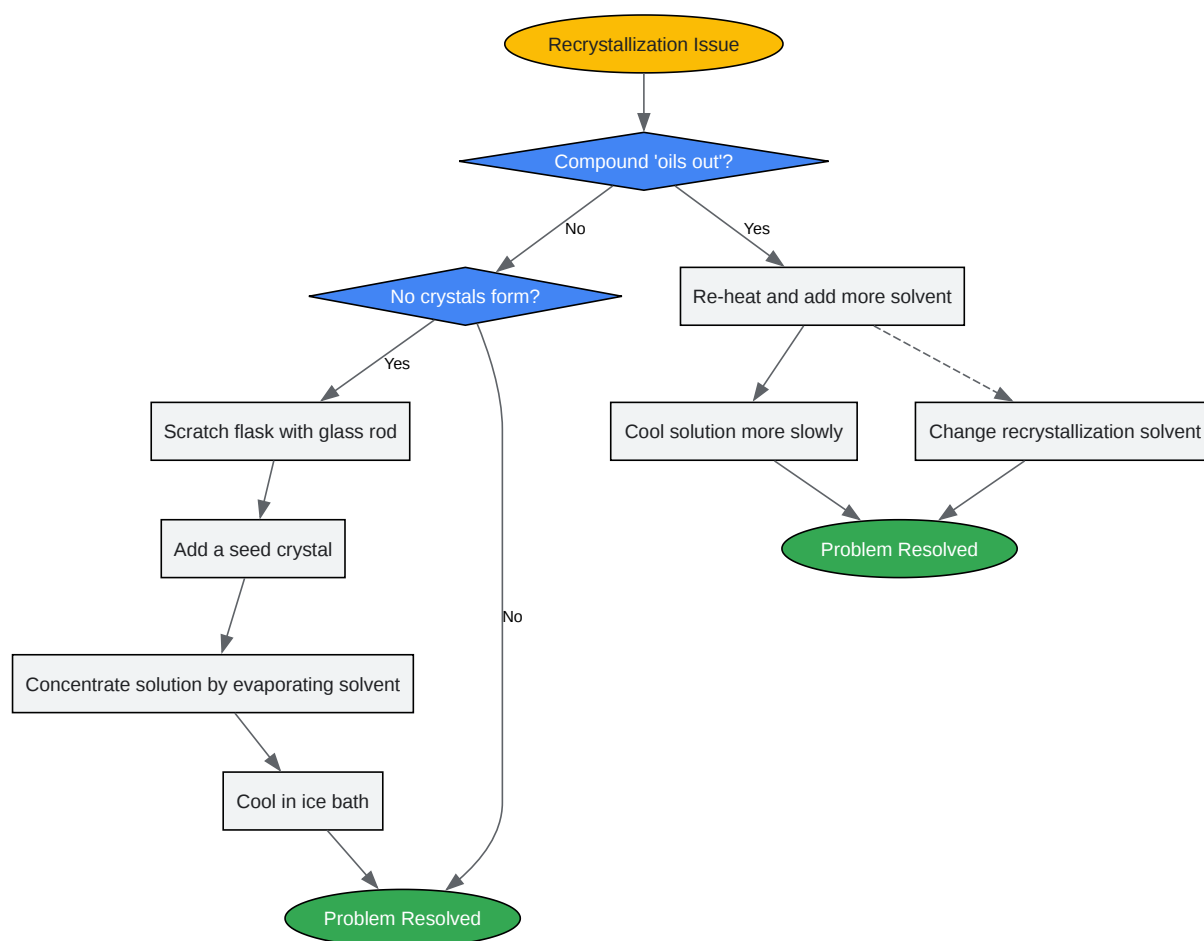 Recrystallization Issue
Compound 'oils out'?
No
Yes
No crystals form?
Re-heat and add more solvent
Yes
Scratch flask with glass rod
Cool solution more slowly
Change recrystallization solvent
Add a seed crystal
Problem Resolved
No
Concentrate solution by evaporating solvent
Cool in ice bath
Problem Resolved